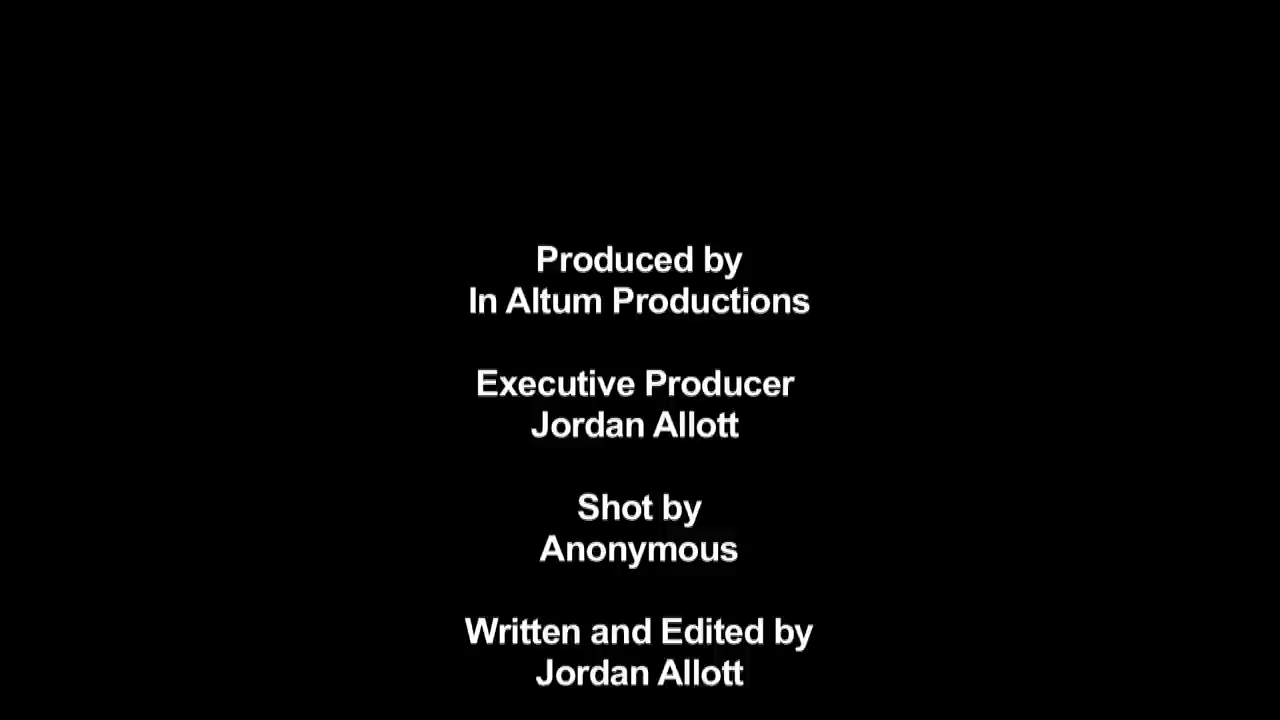 Produced by
In Altum Productions
Executive Producer
Jordan Allott
Shot by
Anonymous
Written and Edited by
Jordan Allott